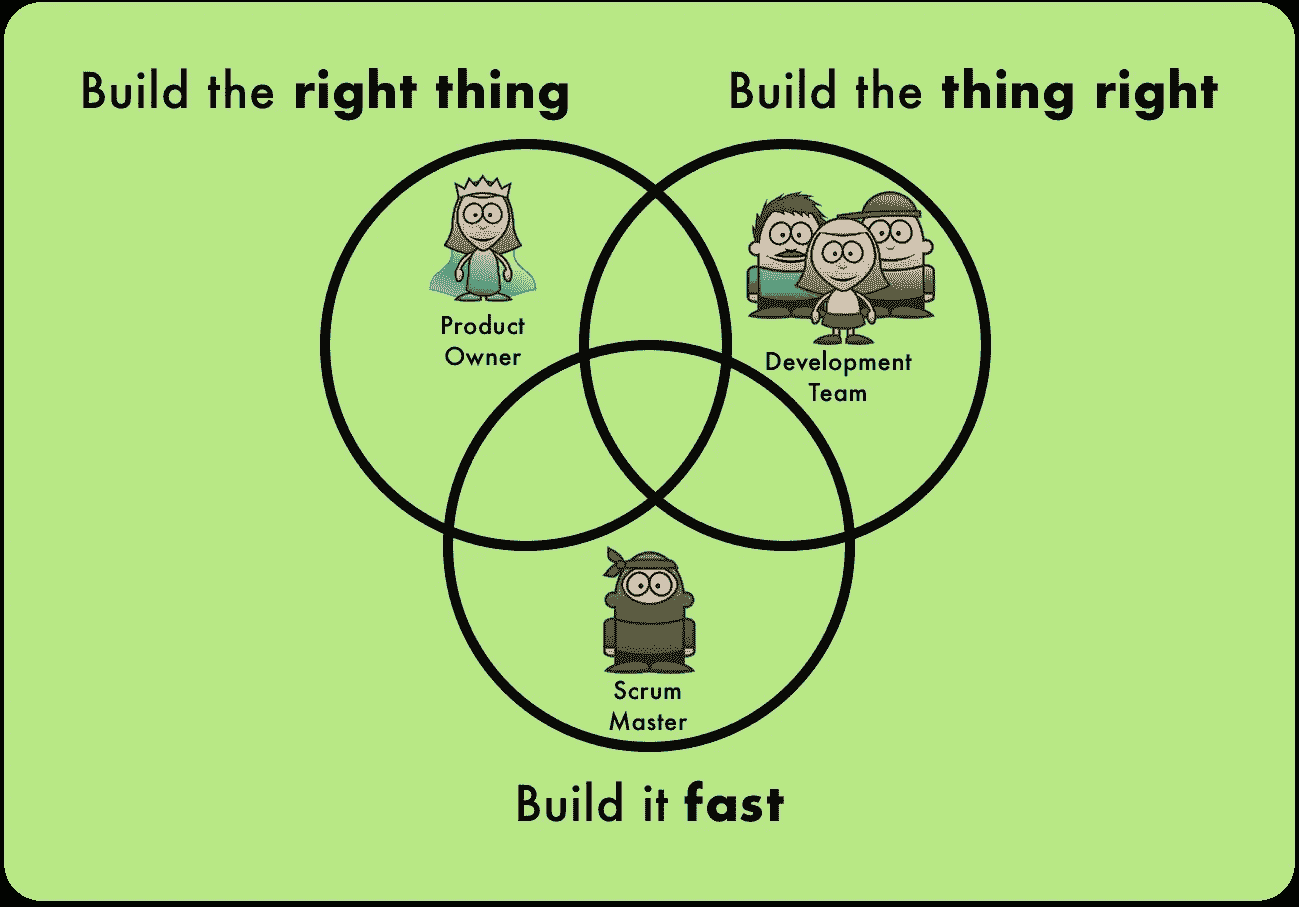 Build the right thing
Build the thing right
Product
Owner
Development
Team
Scrum
Master
Build it fast